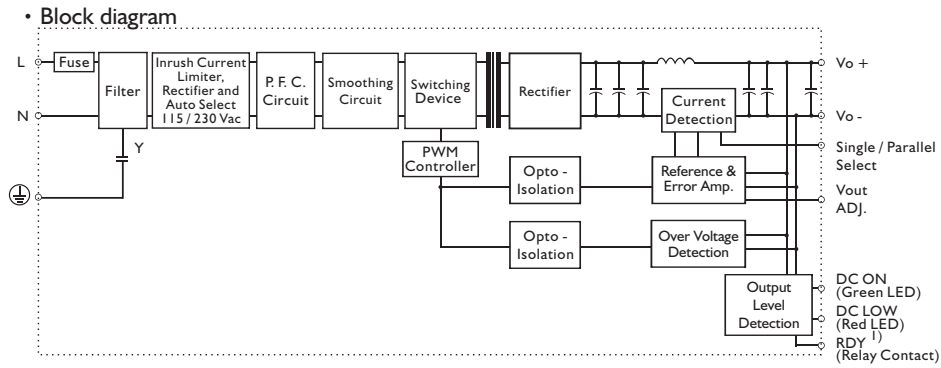 • Block diagram
L
Fuse
N
Filter
Inrush Current
Limiter,
Rectifier and
Auto Select
115 / 230 Vac
P. F. C.
Circuit
Smoothing
Circuit
Switching
Device
Rectifier
Current
Detection
Vo +
Vo -
Y
PWM
Controller
Opto -
Isolation
Reference &
Error Amp.
Single / Parallel
Select
Vout
ADJ.
Opto -
Isolation
Over Voltage
Detection
Output
Level
Detection
DC ON
(Green LED)
DC LOW
(Red LED)
RDY 1)
(Relay Contact)